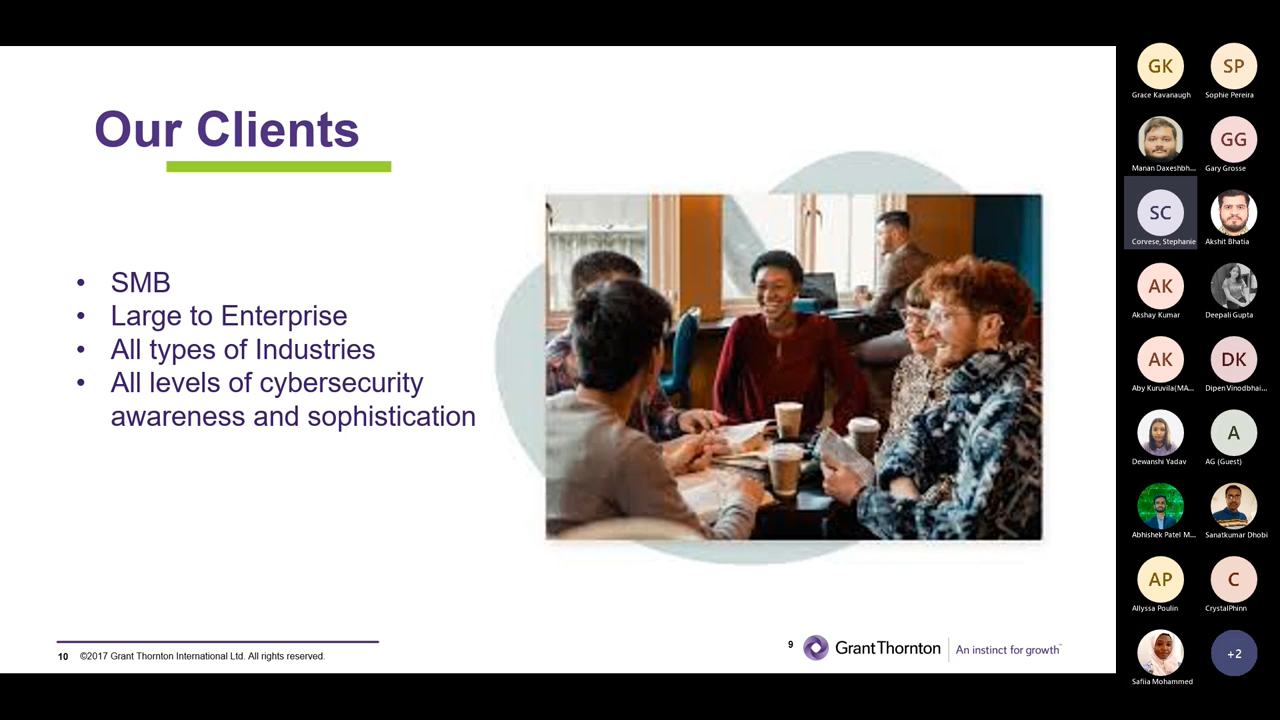 Our Clients
• SMB
• Large to Enterprise
• All types of Industries
• All levels of cybersecurity
awareness and sophistication
10 ©2017 Grant Thornton International Ltd. All rights reserved.
9 Grant Thornton An instinct for growth™
GK SP
Grace Kavanaugh Sophie Pereira
GG
Manan Daxeshbh... Gary Grosse
SC
Corvese, Stephanie Akshit Bhatia
AK
Akshay Kumar Deepali Gupta
AK DK
Aby Kuruvila(MA... Dipen Vinodbhai...
A
Dewanshi Yadav AG (Guest)
Abhishek Patel M... Sanatkumar Dhobi
AP C
Allyssa Poulin CrystalPhinn
+2
Safiia Mohammed